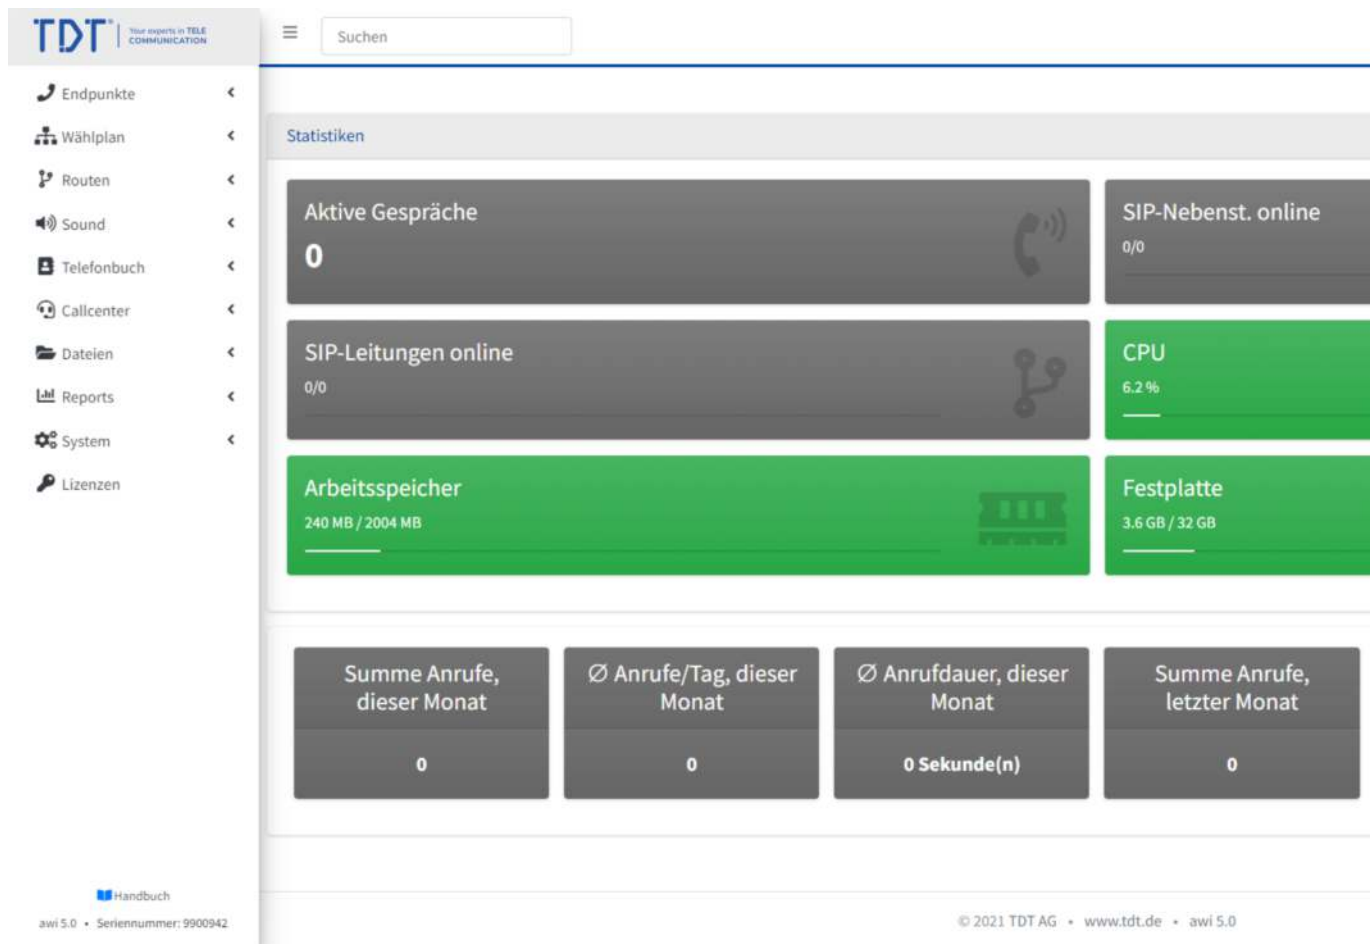 TDT
Your experts in TELE
COMMUNICATION
Suchen
Endpunkte
Wählplan
Routen
Sound
Telefonbuch
Callcenter
Dateien
Reports
System
Lizenzen
Handbuch
awi 5.0 • Seriennummer: 9900942
Statistiken
Aktive Gespräche
0
SIP-Nebenst. online
0/0
SIP-Leitungen online
0/0
CPU
6.2 %
Arbeitsspeicher
240 MB / 2004 MB
Festplatte
3.6 GB / 32 GB
Summe Anrufe,
dieser Monat
0
Ø Anrufe/Tag, dieser
Monat
0
Ø Anrufdauer, dieser
Monat
0 Sekunde(n)
Summe Anrufe,
letzter Monat
0
© 2021 TDT AG • www.tdt.de • awi 5.0